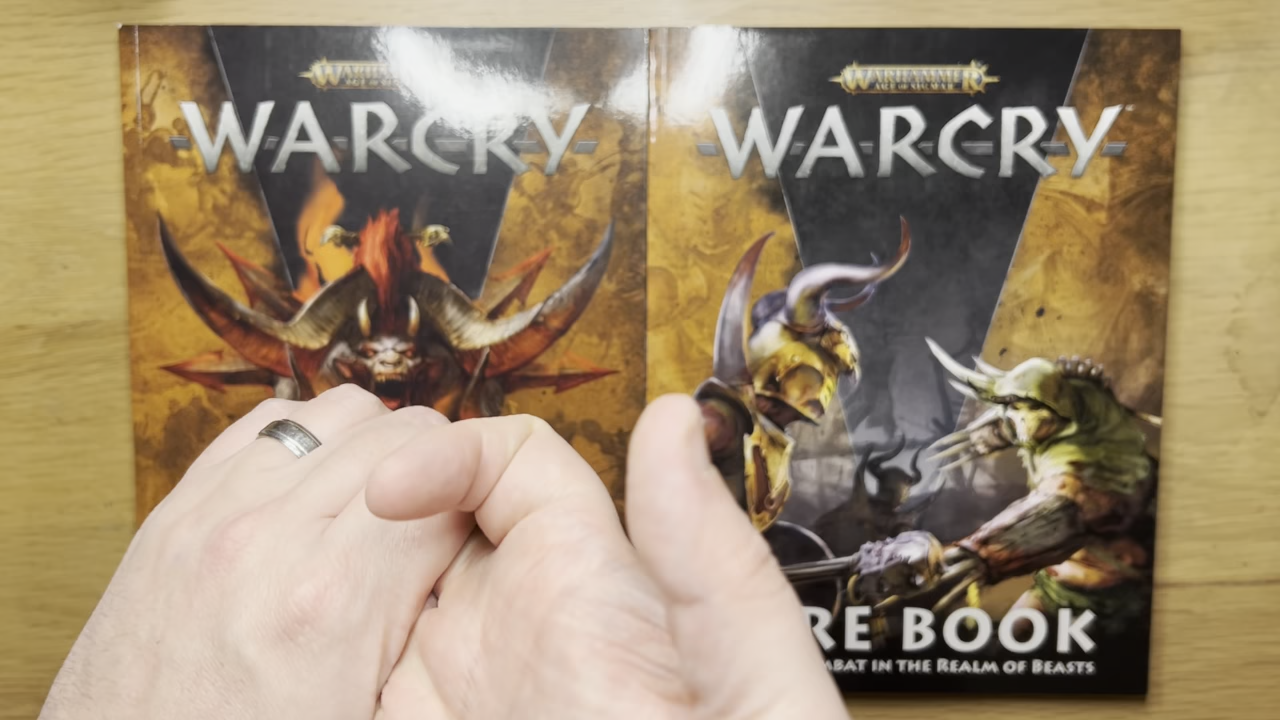 WARCRY
WARHAMMER
AGE OF SIGMAR
WARCRY
RE BOOK
BAT IN THE REALM OF BEASTS